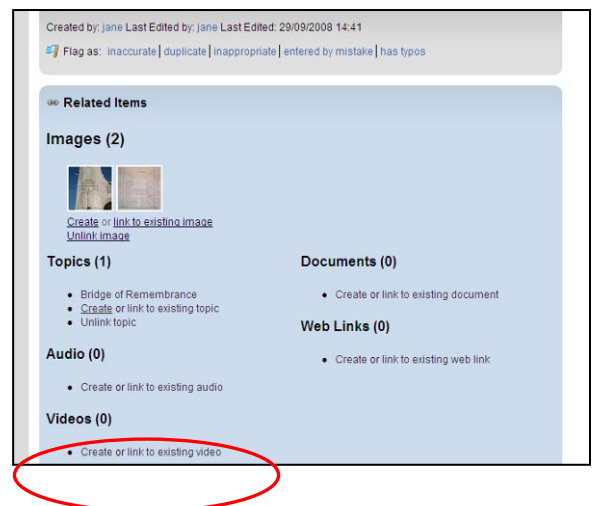 Created by: jane Last Edited by: jane Last Edited: 29/09/2008 14:41
Flag as: inaccurate | duplicate | inappropriate | entered by mistake | has typos
Related Items
Images (2)
Create or link to existing image
Unlink image
Topics (1)
• Bridge of Remembrance
• Create or link to existing topic
• Unlink topic
Audio (0)
• Create or link to existing audio
Videos (0)
• Create or link to existing video
Documents (0)
• Create or link to existing document
Web Links (0)
• Create or link to existing web link